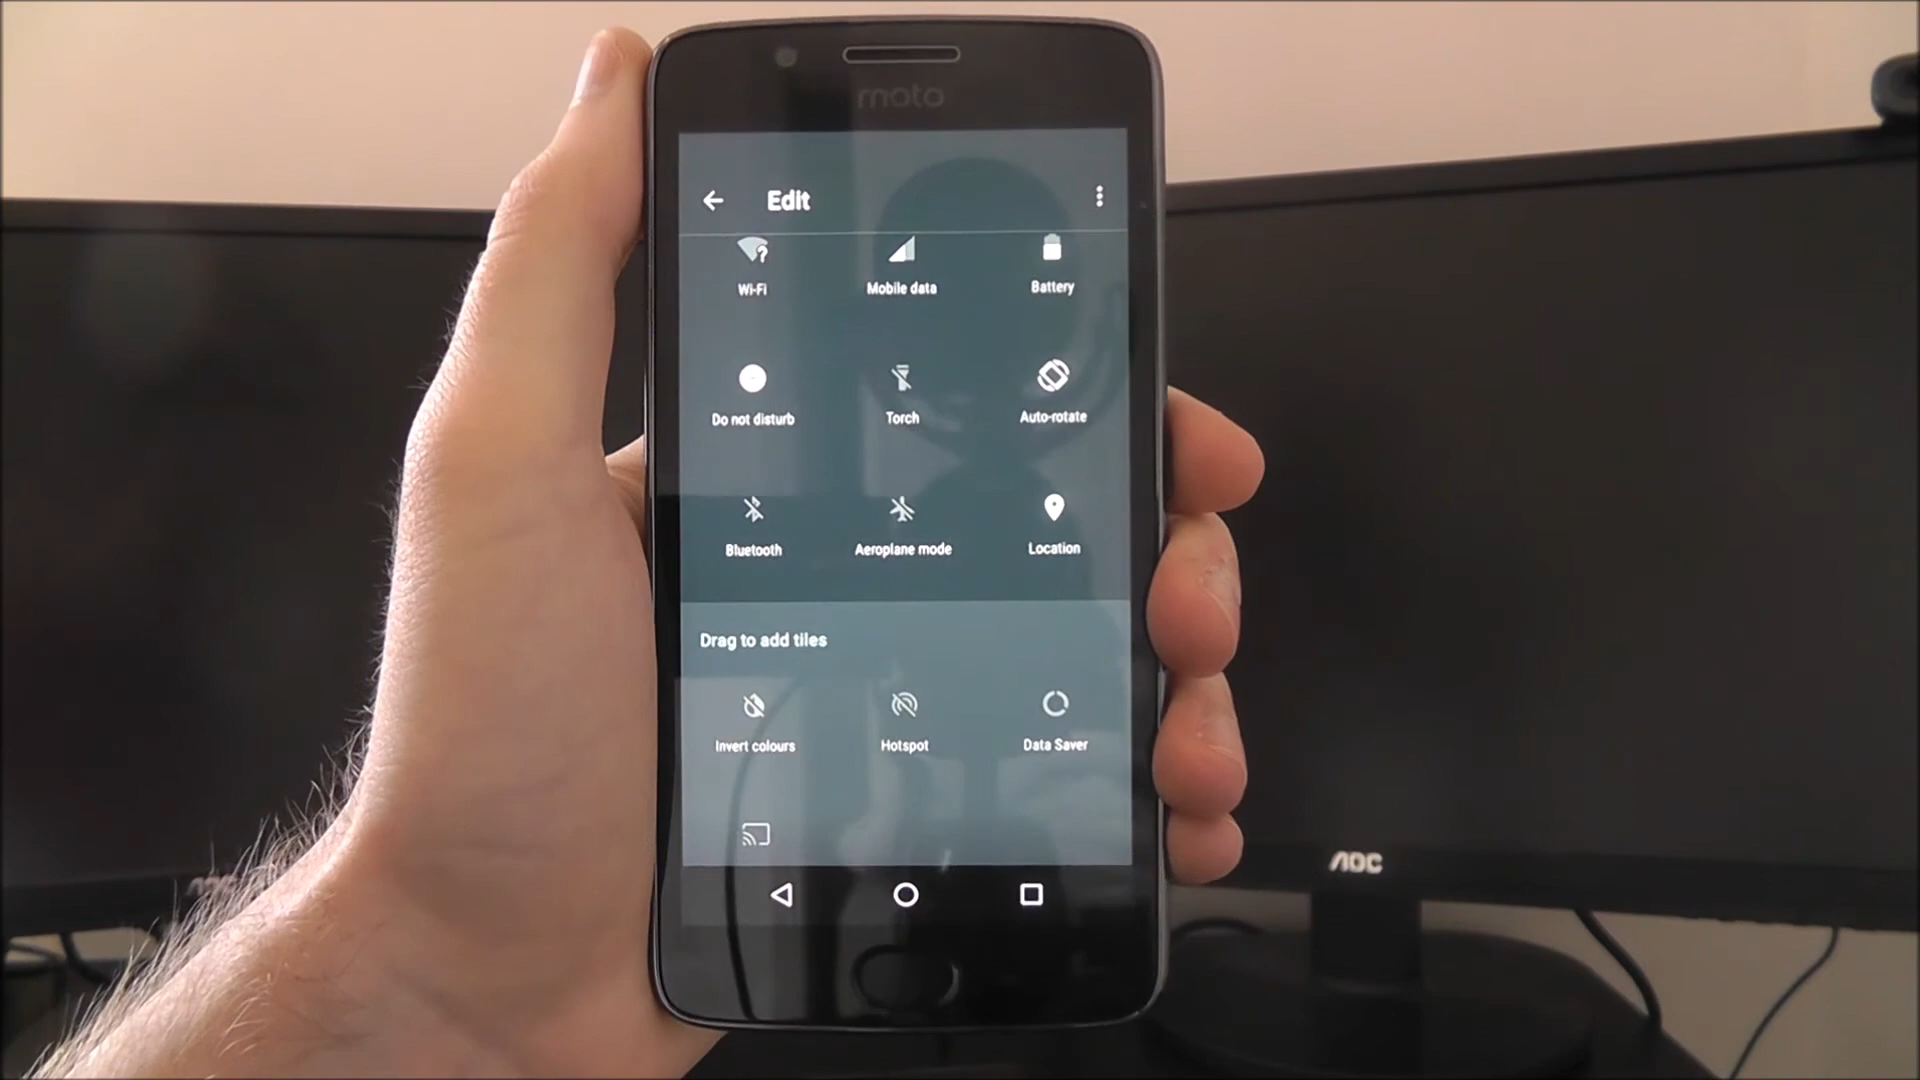 moto
Edit
Wi-Fi Mobile data Battery
Do not disturb Torch Auto-rotate
Bluetooth Aeroplane mode Location
Drag to add tiles
Invert colours Hotspot Data Saver
AOC
AOC